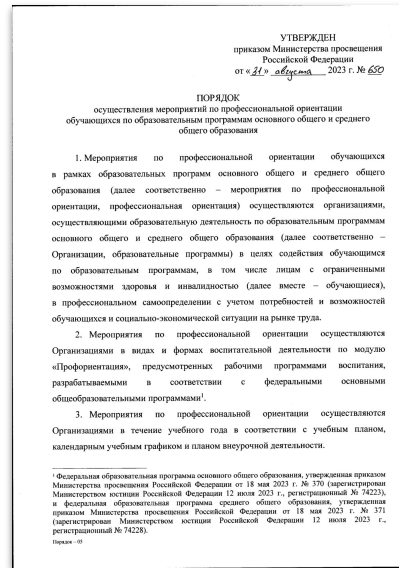 УТВЕРЖДЕН
приказом Министерства просвещения
Российской Федерации
от « 31 » августа 2023 г. № 650
ПОРЯДОК
осуществления мероприятий по профессиональной ориентации
обучающихся по образовательным программам основного общего и среднего
общего образования
1. Мероприятия по профессиональной ориентации обучающихся
в рамках образовательных программ основного общего и среднего общего
образования (далее соответственно – мероприятия по профессиональной
ориентации, профессиональная ориентация) осуществляются организациями,
осуществляющими образовательную деятельность по образовательным программам
основного общего и среднего общего образования (далее соответственно –
Организации, образовательные программы) в целях содействия обучающимся
по образовательным программам, в том числе лицам с ограниченными
возможностями здоровья и инвалидностью (далее вместе – обучающиеся),
в профессиональном самоопределении с учетом потребностей и возможностей
обучающихся и социально-экономической ситуации на рынке труда.
2. Мероприятия по профессиональной ориентации осуществляются
Организациями в видах и формах воспитательной деятельности по модулю
«Профориентация», предусмотренных рабочими программами воспитания,
разрабатываемыми в соответствии с федеральными основными
общеобразовательными программами¹.
3. Мероприятия по профессиональной ориентации осуществляются
Организациями в течение учебного года в соответствии с учебным планом,
календарным учебным графиком и планом внеурочной деятельности.
¹ Федеральная образовательная программа основного общего образования, утвержденная приказом
Министерства просвещения Российской Федерации от 18 мая 2023 г. № 370 (зарегистрирован
Министерством юстиции Российской Федерации 12 июля 2023 г., регистрационный № 74223),
и федеральная образовательная программа среднего общего образования, утвержденная
приказом Министерства просвещения Российской Федерации от 18 мая 2023 г. № 371
(зарегистрирован Министерством юстиции Российской Федерации 12 июля 2023 г.,
регистрационный № 74228).
Порядок – 03